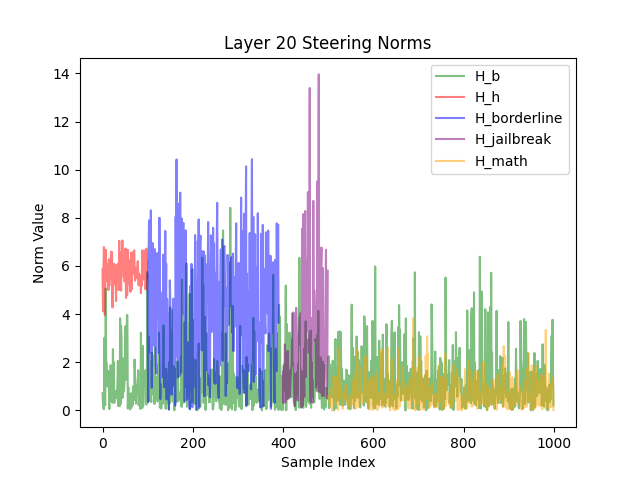 Layer 20 Steering Norms
H_b
H_h
H_borderline
H_jailbreak
H_math
Norm Value
14
12
10
8
6
4
2
0
0 200 400 600 800 1000
Sample Index